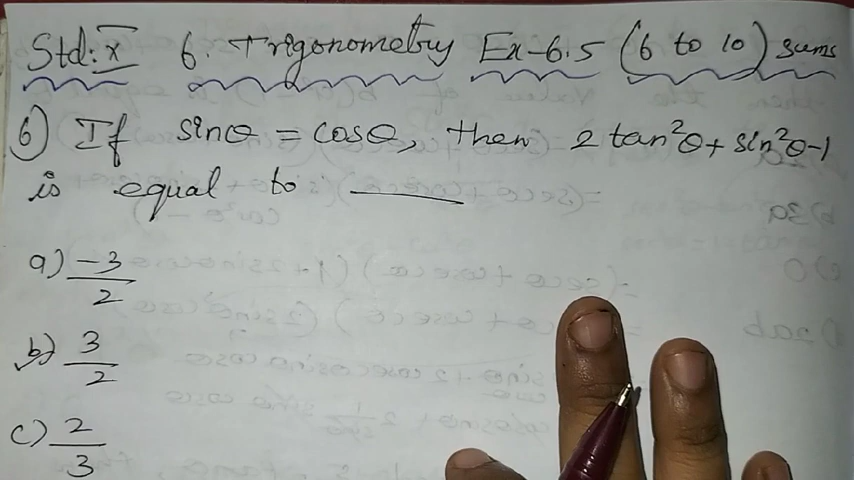 Std: X 6. Trigonometry Ex-6.5 (6 to 10) sums
6) If sinθ = cosθ, then 2 tan²θ + sin²θ - 1
is equal to ______
a) -3/2
b) 3/2
c) 2/3